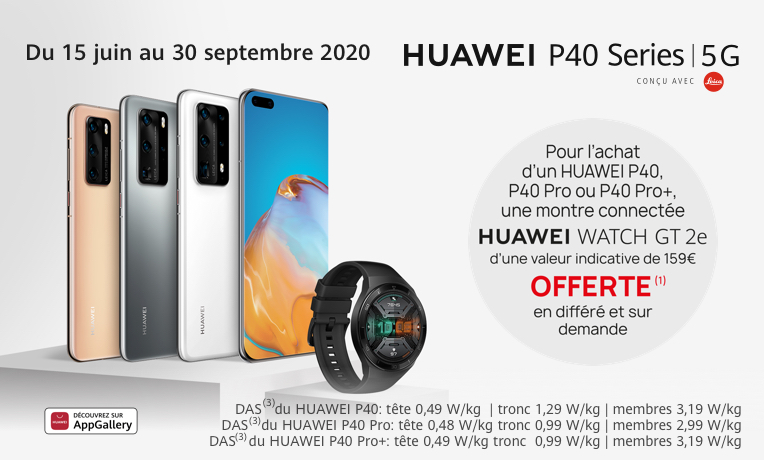 Du 15 juin au 30 septembre 2020
HUAWEI P40 Series | 5G
CONÇU AVEC Leica
Pour l'achat
d'un HUAWEI P40,
P40 Pro ou P40 Pro+,
une montre connectée
HUAWEI WATCH GT 2e
d'une valeur indicative de 159€
OFFERTE (1)
en différé et sur
demande
HUAWEI
HUAWEI
HUAWEI
DÉCOUVREZ SUR
HUAWEI AppGallery
DAS(3) du HUAWEI P40: tête 0,49 W/kg | tronc 1,29 W/kg | membres 3,19 W/kg
DAS(3) du HUAWEI P40 Pro: tête 0,48 W/kg tronc 0,99 W/kg | membres 2,99 W/kg
DAS(3) du HUAWEI P40 Pro+: tête 0,49 W/kg tronc 0,99 W/kg | membres 3,19 W/kg